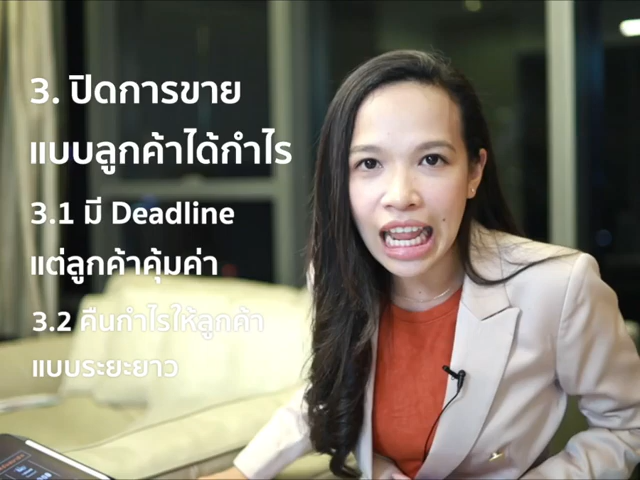 3. ปิดการขาย
แบบลูกค้าได้กำไร
3.1 มี Deadline
แต่ลูกค้าคุ้มค่า
3.2 คืนกำไรให้ลูกค้า
แบบระยะยาว